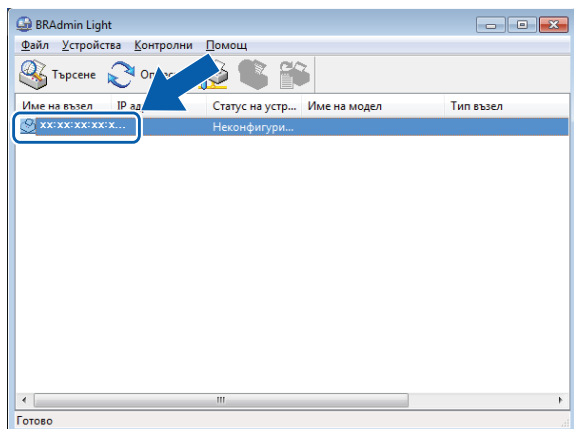 BRAdmin Light
Файл Устройства Контролни Помощ
Търсене
Име на възел IP Статус на устр... Име на модел Тип възел
xx:xx:xx:xx:x... Неконфигури...
Готово